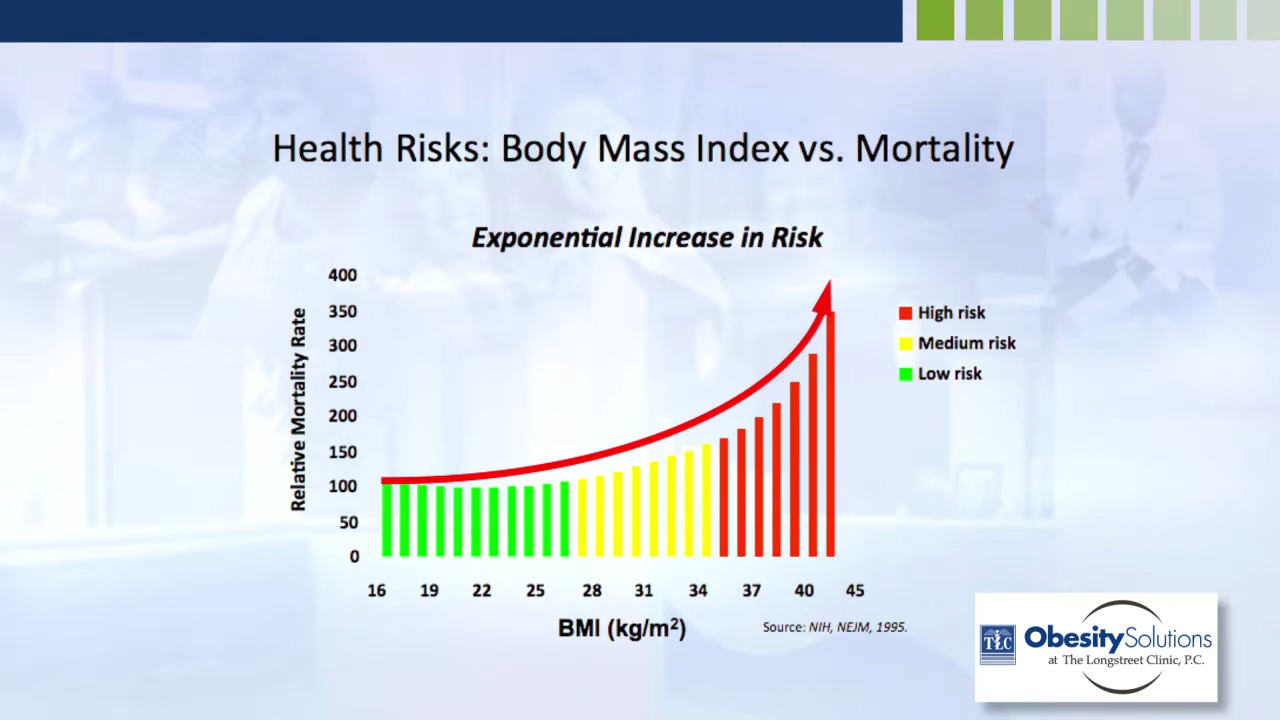 Health Risks: Body Mass Index vs. Mortality
Exponential Increase in Risk
400
350
300
250
200
150
100
50
0
Relative Mortality Rate
High risk
Medium risk
Low risk
16 19 22 25 28 31 34 37 40 45
BMI (kg/m²)
Source: NIH, NEJM, 1995.
TLC
ObesitySolutions
at The Longstreet Clinic, P.C.